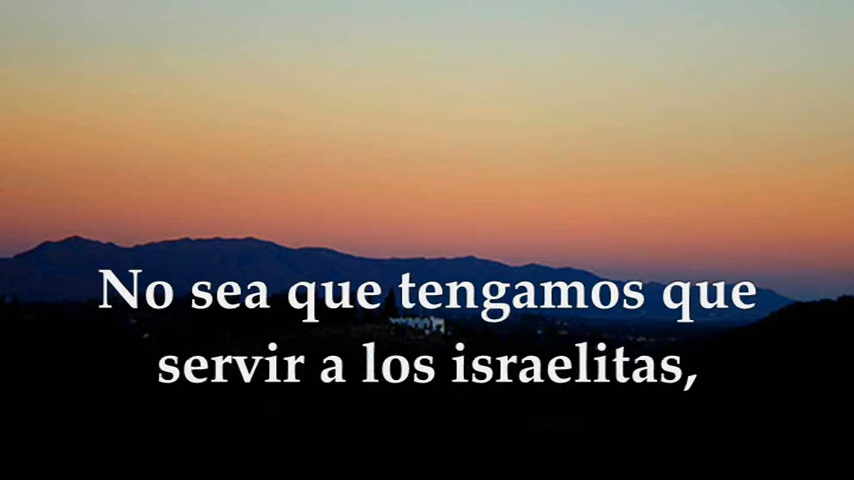 No sea que tengamos que
servir a los israelitas,